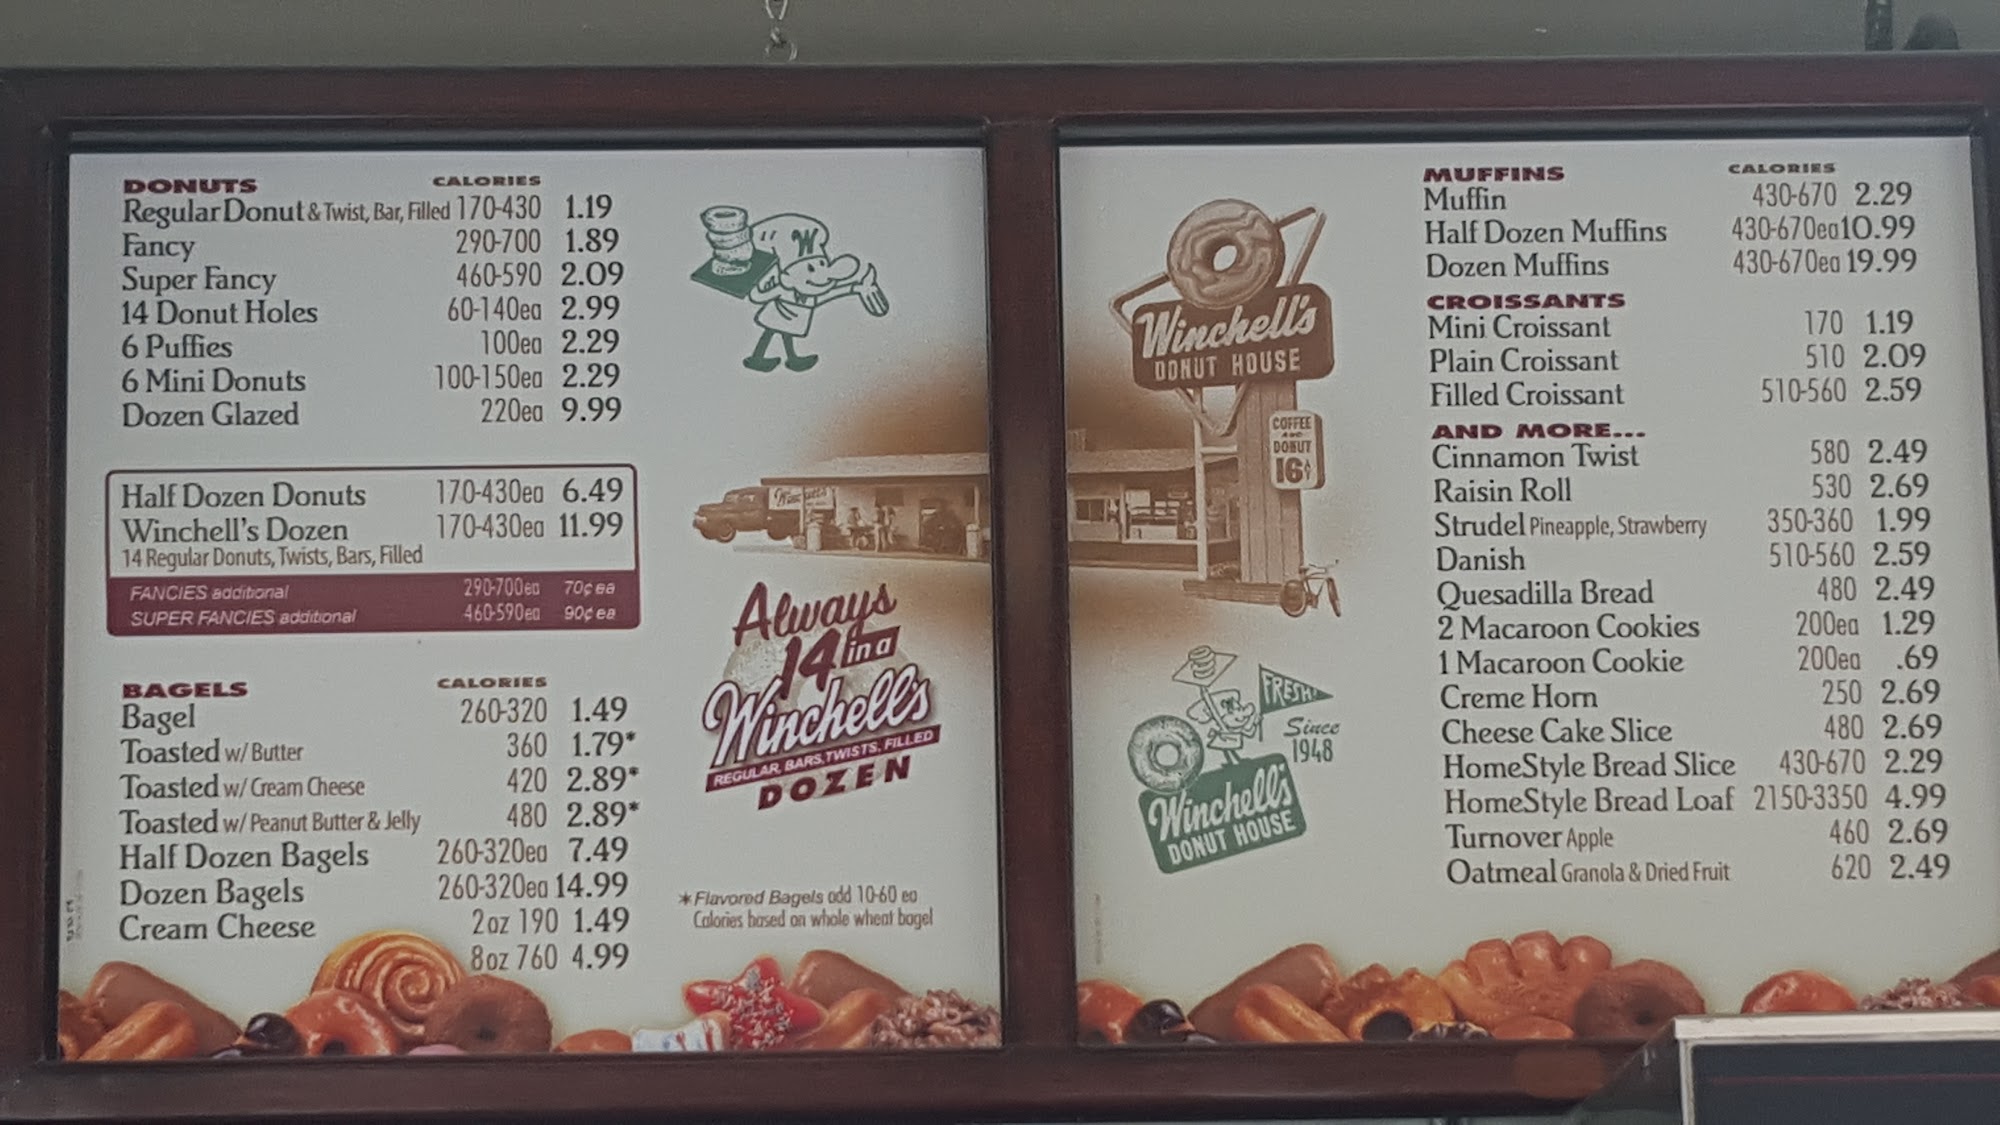 DONUTS CALORIES
Regular Donut & Twist, Bar, Filled 170-430 1.19
Fancy 290-700 1.89
Super Fancy 460-590 2.09
14 Donut Holes 60-140ea 2.99
6 Puffies 100ea 2.29
6 Mini Donuts 100-150ea 2.29
Dozen Glazed 220ea 9.99
Half Dozen Donuts 170-430ea 6.49
Winchell's Dozen 170-430ea 11.99
14 Regular Donuts, Twists, Bars, Filled
FANCIES additional 290-700ea 70¢ ea
SUPER FANCIES additional 460-590ea 90¢ ea
BAGELS CALORIES
Bagel 260-320 1.49
Toasted w/ Butter 360 1.79*
Toasted w/ Cream Cheese 420 2.89*
Toasted w/ Peanut Butter & Jelly 480 2.89*
Half Dozen Bagels 260-320ea 7.49
Dozen Bagels 260-320ea 14.99
Cream Cheese 2oz 190 1.49
8oz 760 4.99
W
W
Always
14 in a
Winchell's
REGULAR, BARS, TWISTS, FILLED
DOZEN
*Flavored Bagels add 10-60 ea
Calories based on whole wheat bagel
Winchell's
DONUT HOUSE
COFFEE
AND
DONUT
16¢
FRESH!
Since
1948
Winchell's
DONUT HOUSE
MUFFINS CALORIES
Muffin 430-670 2.29
Half Dozen Muffins 430-670ea 10.99
Dozen Muffins 430-670ea 19.99
CROISSANTS
Mini Croissant 170 1.19
Plain Croissant 510 2.09
Filled Croissant 510-560 2.59
AND MORE...
Cinnamon Twist 580 2.49
Raisin Roll 530 2.69
Strudel Pineapple, Strawberry 350-360 1.99
Danish 510-560 2.59
Quesadilla Bread 480 2.49
2 Macaroon Cookies 200ea 1.29
1 Macaroon Cookie 200ea .69
Creme Horn 250 2.69
Cheese Cake Slice 480 2.69
HomeStyle Bread Slice 430-670 2.29
HomeStyle Bread Loaf 2150-3350 4.99
Turnover Apple 460 2.69
Oatmeal Granola & Dried Fruit 620 2.49